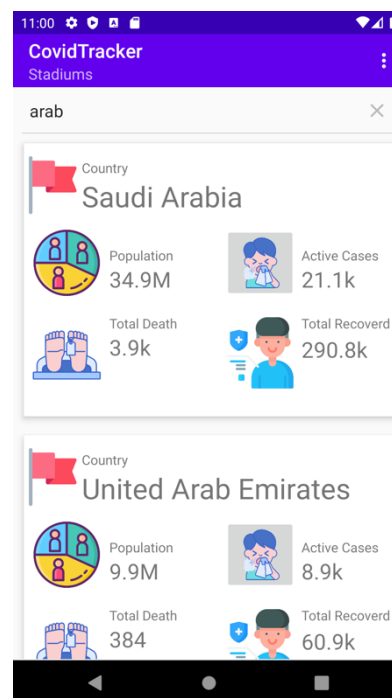 11:00
CovidTracker
Stadiums
arab
Country
Saudi Arabia
Population
34.9M
Active Cases
21.1k
Total Death
3.9k
Total Recoverd
290.8k
Country
United Arab Emirates
Population
9.9M
Active Cases
8.9k
Total Death
384
Total Recoverd
60.9k